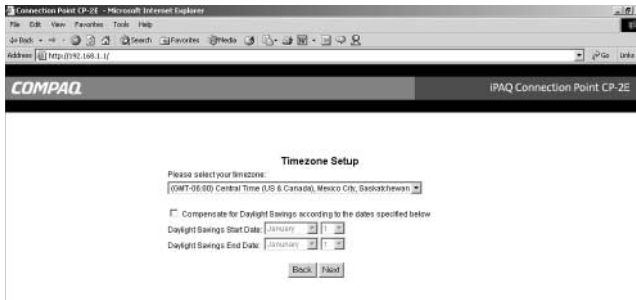 Connection Point CP-2E - Microsoft Internet Explorer
File Edit View Favorites Tools Help
Back Search Favorites Media
Address http://192.168.1.1/ Go Links
COMPAQ iPAQ Connection Point CP-2E
Timezone Setup
Please select your timezone:
(GMT-06:00) Central Time (US & Canada), Mexico City, Saskatchewan
Compensate for Daylight Savings according to the dates specified below
Daylight Savings Start Date: January 1
Daylight Savings End Date: Janunary 1
Back Next